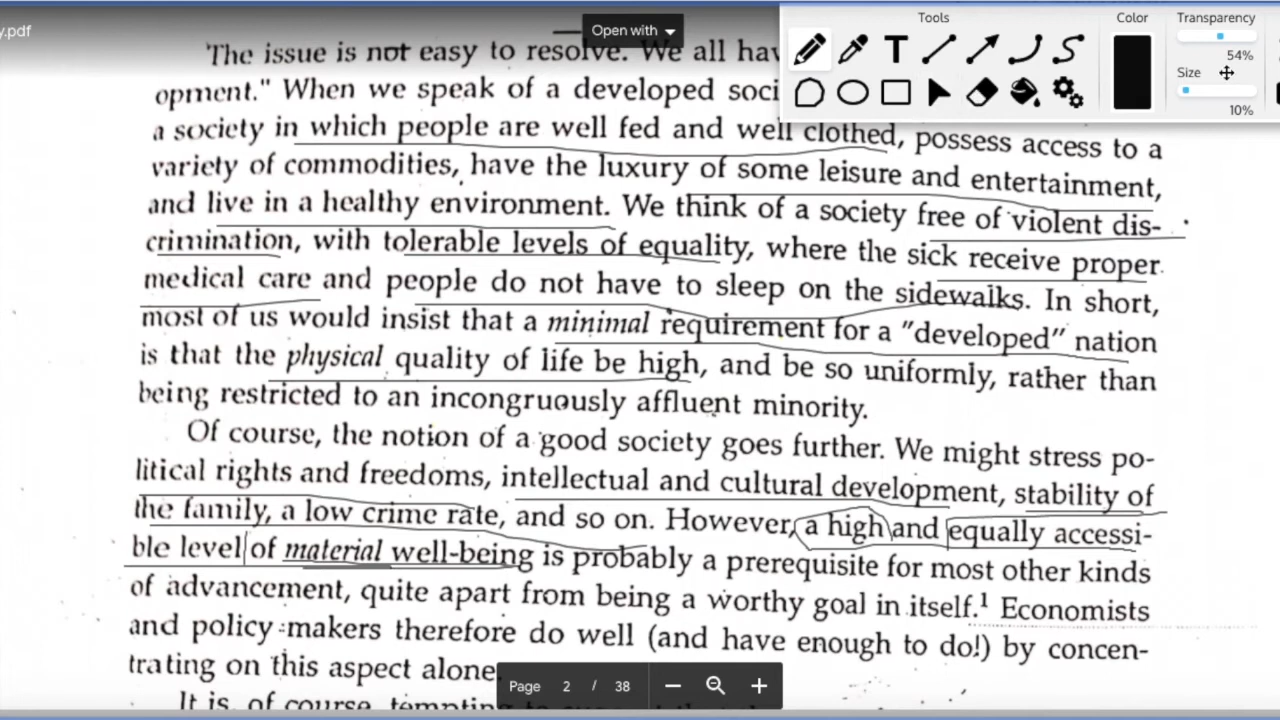 y.pdf
Open with
Tools
Color
Transparency
54%
Size
10%
The issue is not easy to resolve. We all hav
opment." When we speak of a developed soci
a society in which people are well fed and well clothed, possess access to a
variety of commodities, have the luxury of some leisure and entertainment,
and live in a healthy environment. We think of a society free of violent dis-
crimination, with tolerable levels of equality, where the sick receive proper
medical care and people do not have to sleep on the sidewalks. In short,
most of us would insist that a minimal requirement for a "developed" nation
is that the physical quality of life be high, and be so uniformly, rather than
being restricted to an incongruously affluent minority.
Of course, the notion of a good society goes further. We might stress po-
litical rights and freedoms, intellectual and cultural development, stability of
the family, a low crime rate, and so on. However, a high and equally accessi-
ble level of material well-being is probably a prerequisite for most other kinds
of advancement, quite apart from being a worthy goal in itself.¹ Economists
and policy-makers therefore do well (and have enough to do!) by concen-
trating on this aspect alone.
It is, of course, tempting to
Page 2 / 38